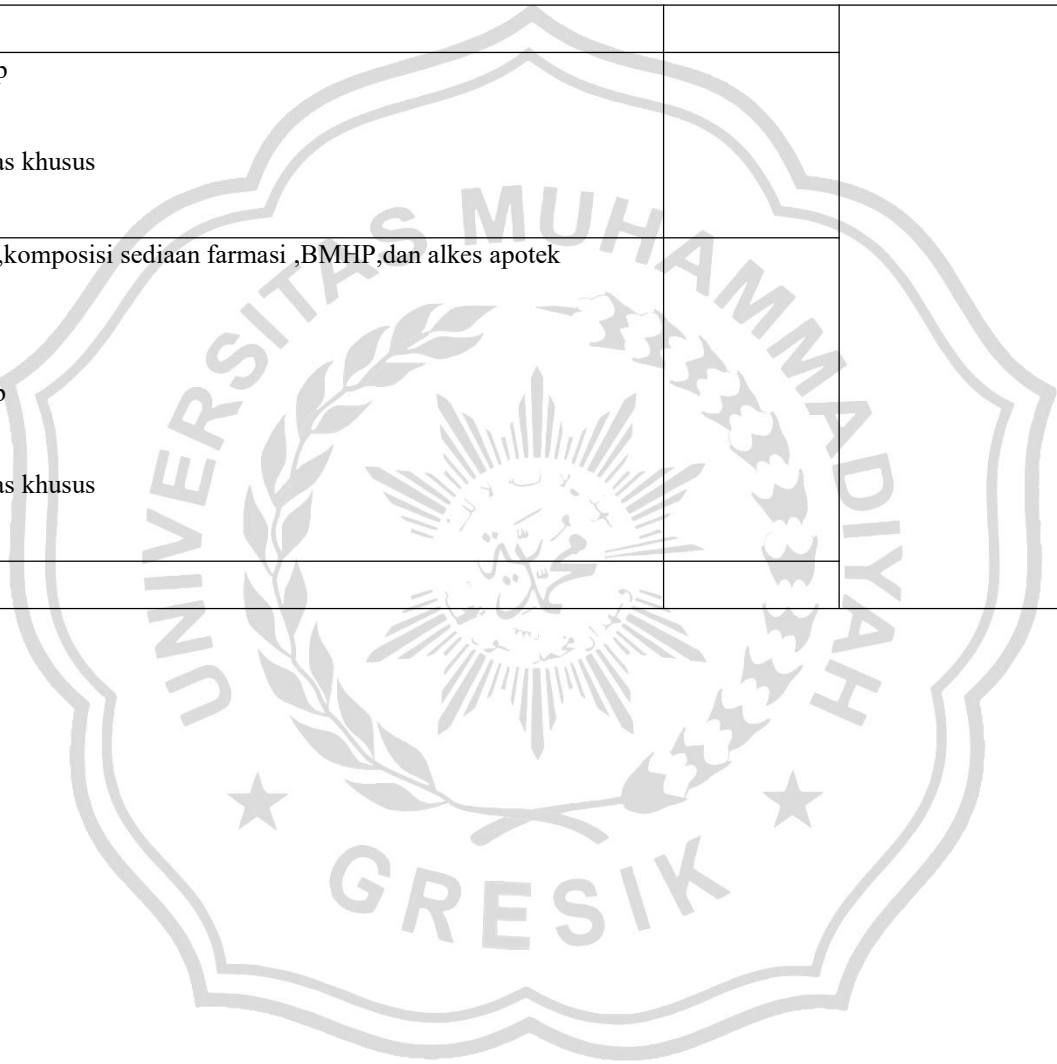 p
as khusus
,komposisi sediaan farmasi ,BMHP,dan alkes apotek
p
as khusus
UNIVERSITAS MUHAMMADIYAH
GRESIK